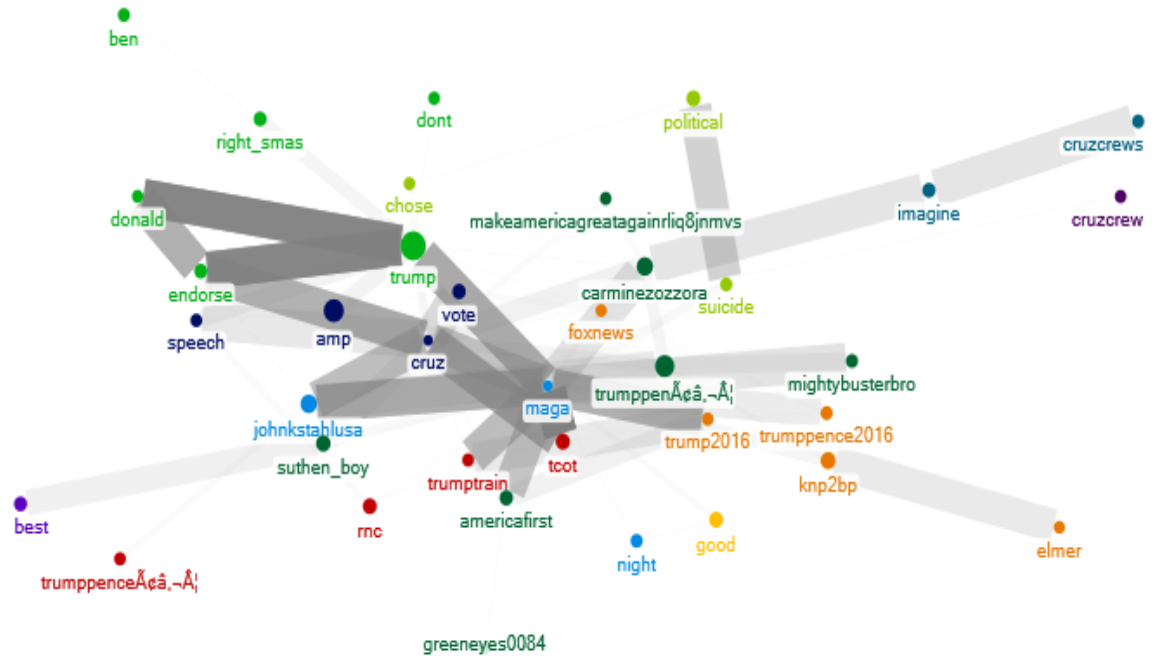 ben
dont
political
right_smas
cruzcrews
donald
chose
makeamericagreatagainrliq8jnmvs
imagine
cruzcrew
trump
endorse
carminezozzora
suicide
vote
foxnews
speech
amp
cruz
mightybusterbro
trumppenÃ¢â‚¬Â¦
maga
johnkstahlusa
trump2016
trumppence2016
suthen_boy
tcot
trumptrain
knp2bp
americafirst
best
rnc
good
elmer
night
trumppenceÃ¢â‚¬Â¦
greeneyes0084